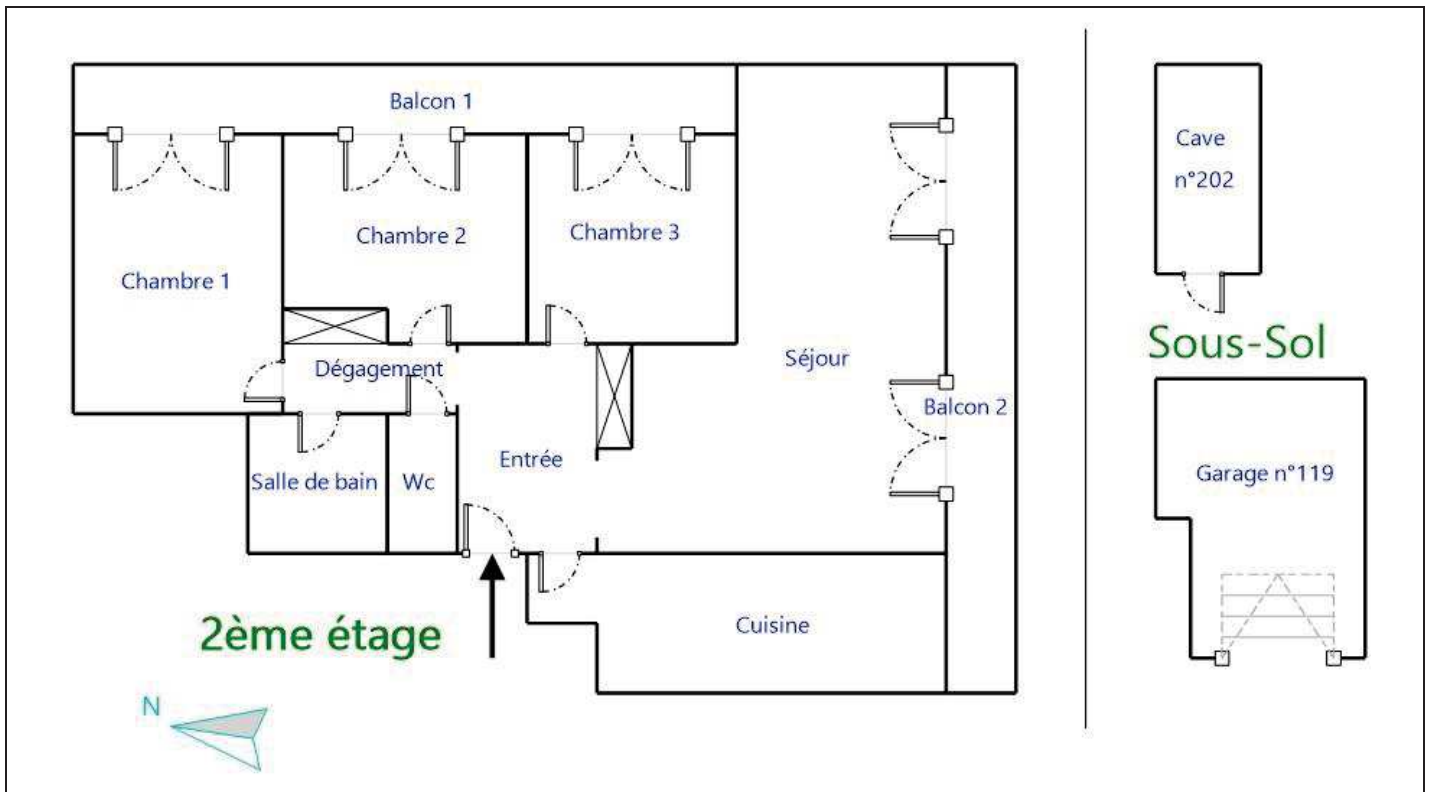 Balcon 1
Cave
n°202
Chambre 2
Chambre 3
Chambre 1
Sous-Sol
Séjour
Dégagement
Balcon 2
Entrée
Garage n°119
Salle de bain
Wc
2ème étage
Cuisine
N